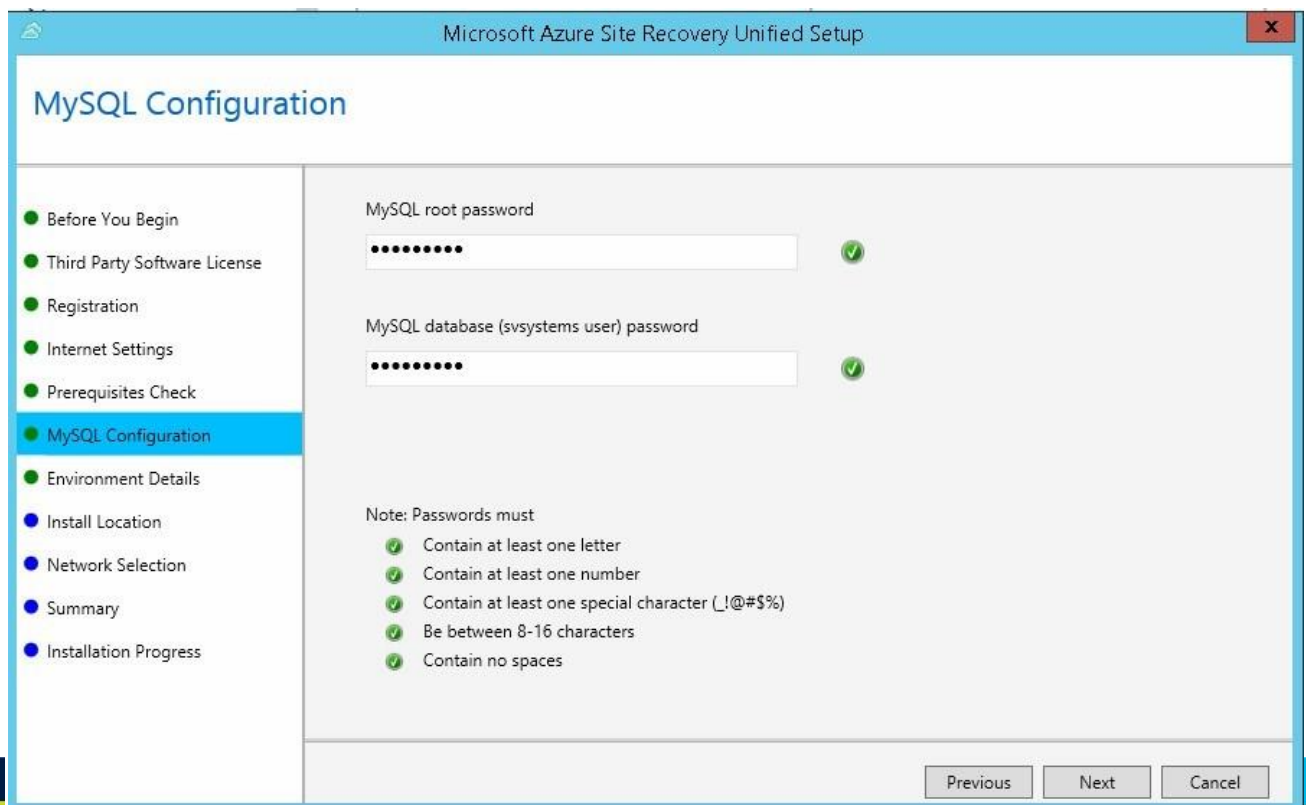 Microsoft Azure Site Recovery Unified Setup
x
MySQL Configuration
Before You Begin
Third Party Software License
Registration
Internet Settings
Prerequisites Check
MySQL Configuration
Environment Details
Install Location
Network Selection
Summary
Installation Progress
MySQL root password
•••••••••
MySQL database (svsystems user) password
•••••••••
Note: Passwords must
Contain at least one letter
Contain at least one number
Contain at least one special character (_!@#$%)
Be between 8-16 characters
Contain no spaces
Previous
Next
Cancel